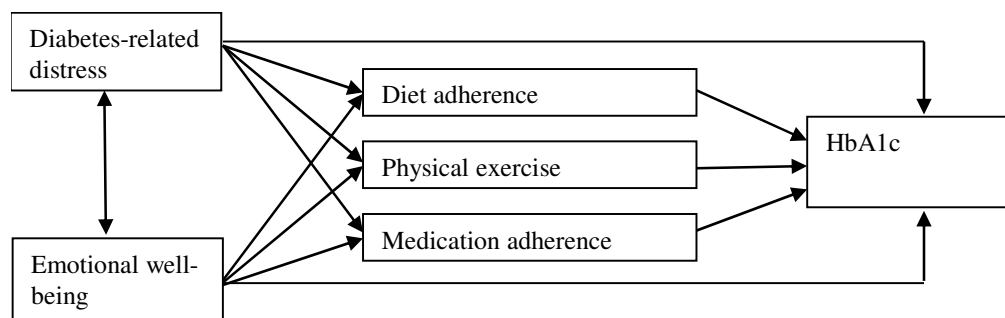 Diabetes-related
distress
Diet adherence
HbA1c
Physical exercise
Medication adherence
Emotional well-
being